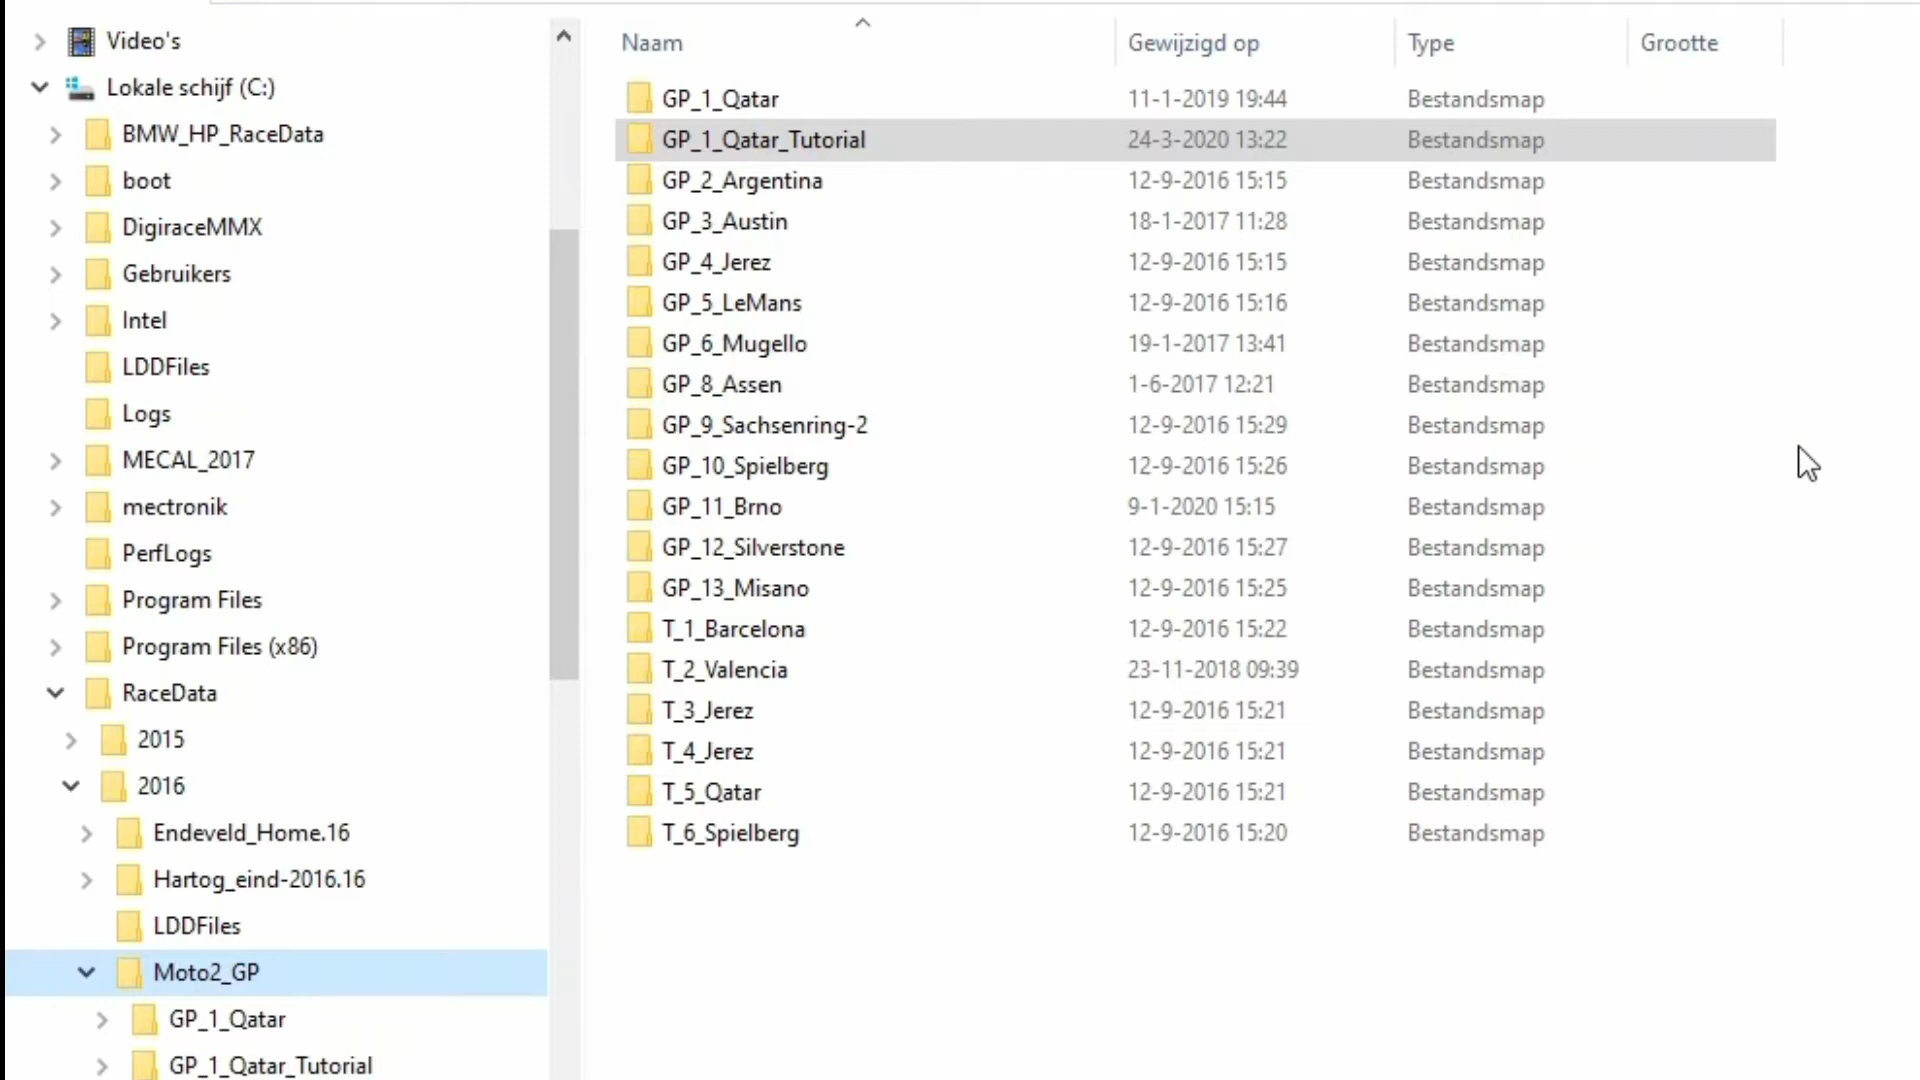 Video's
Lokale schijf (C:)
BMW_HP_RaceData
boot
DigiraceMMX
Gebruikers
Intel
LDDFiles
Logs
MECAL_2017
mectronik
PerfLogs
Program Files
Program Files (x86)
RaceData
2015
2016
Endeveld_Home.16
Hartog_eind-2016.16
LDDFiles
Moto2_GP
GP_1_Qatar
GP_1_Qatar_Tutorial
Naam Gewijzigd op Type Grootte
GP_1_Qatar 11-1-2019 19:44 Bestandsmap
GP_1_Qatar_Tutorial 24-3-2020 13:22 Bestandsmap
GP_2_Argentina 12-9-2016 15:15 Bestandsmap
GP_3_Austin 18-1-2017 11:28 Bestandsmap
GP_4_Jerez 12-9-2016 15:15 Bestandsmap
GP_5_LeMans 12-9-2016 15:16 Bestandsmap
GP_6_Mugello 19-1-2017 13:41 Bestandsmap
GP_8_Assen 1-6-2017 12:21 Bestandsmap
GP_9_Sachsenring-2 12-9-2016 15:29 Bestandsmap
GP_10_Spielberg 12-9-2016 15:26 Bestandsmap
GP_11_Brno 9-1-2020 15:15 Bestandsmap
GP_12_Silverstone 12-9-2016 15:27 Bestandsmap
GP_13_Misano 12-9-2016 15:25 Bestandsmap
T_1_Barcelona 12-9-2016 15:22 Bestandsmap
T_2_Valencia 23-11-2018 09:39 Bestandsmap
T_3_Jerez 12-9-2016 15:21 Bestandsmap
T_4_Jerez 12-9-2016 15:21 Bestandsmap
T_5_Qatar 12-9-2016 15:21 Bestandsmap
T_6_Spielberg 12-9-2016 15:20 Bestandsmap